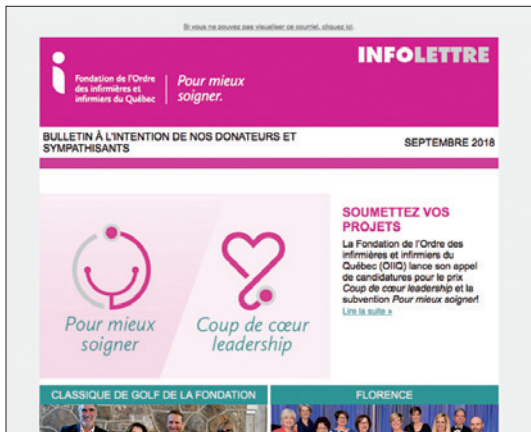 Si vous ne pouvez pas visualiser ce courriel, cliquez ici.
INFOLETTRE
Fondation de l'Ordre
des infirmières et
infirmiers du Québec
Pour mieux
soigner.
BULLETIN À L'INTENTION DE NOS DONATEURS ET
SYMPATHISANTS
SEPTEMBRE 2018
Pour mieux
soigner
Coup de cœur
leadership
SOUMETTEZ VOS
PROJETS
La Fondation de l'Ordre des
infirmières et infirmiers du
Québec (OIIQ) lance son appel
de candidatures pour le prix
Coup de cœur leadership et la
subvention Pour mieux soigner!
Lire la suite »
CLASSIQUE DE GOLF DE LA FONDATION
FLORENCE